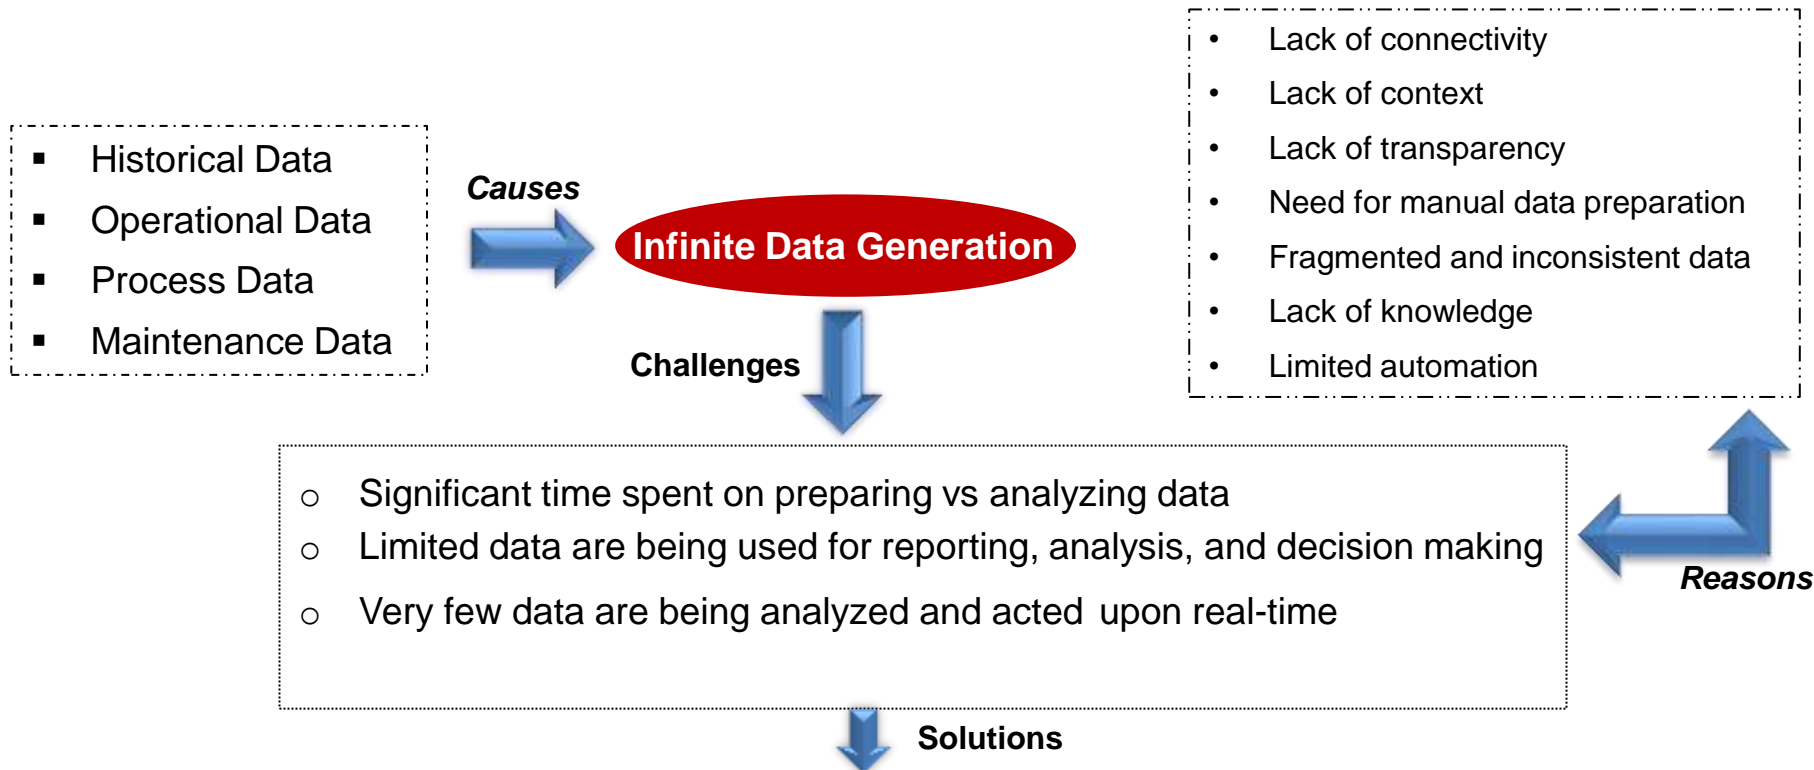 ▪ Historical Data
▪ Operational Data
▪ Process Data
▪ Maintenance Data
Causes
Infinite Data Generation
• Lack of connectivity
• Lack of context
• Lack of transparency
• Need for manual data preparation
• Fragmented and inconsistent data
• Lack of knowledge
• Limited automation
Challenges
o Significant time spent on preparing vs analyzing data
o Limited data are being used for reporting, analysis, and decision making
o Very few data are being analyzed and acted upon real-time
Reasons
Solutions